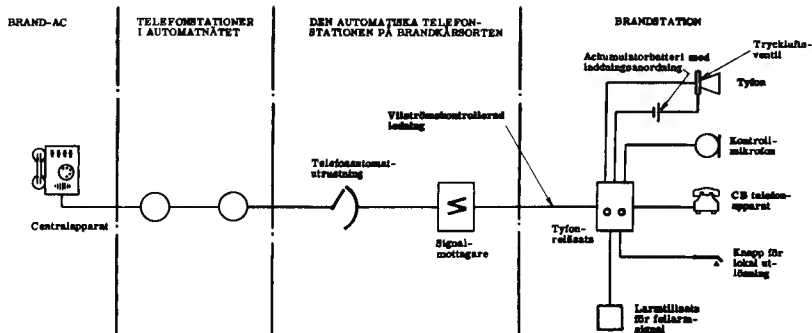 BRAND-AC
TELEFONSTATIONER
I AUTOMATNÄTET
DEN AUTOMATISKA TELEFON-
STATIONEN PÅ BRANDKÅRSORTEN
BRANDSTATION
Ackumulatorbatteri med
laddningsanordning
Trycklufts-
ventil
Tyfon
Vilströmskontrollerad
ledning
Kontroll-
mikrofon
Telefonautomat-
utrustning
CB telefon-
apparat
Centralapparat
Signal-
mottagare
Tyfon-
reläsats
Knapp för
lokal ut-
lösning
Larmtillsats
för fellarm-
signal